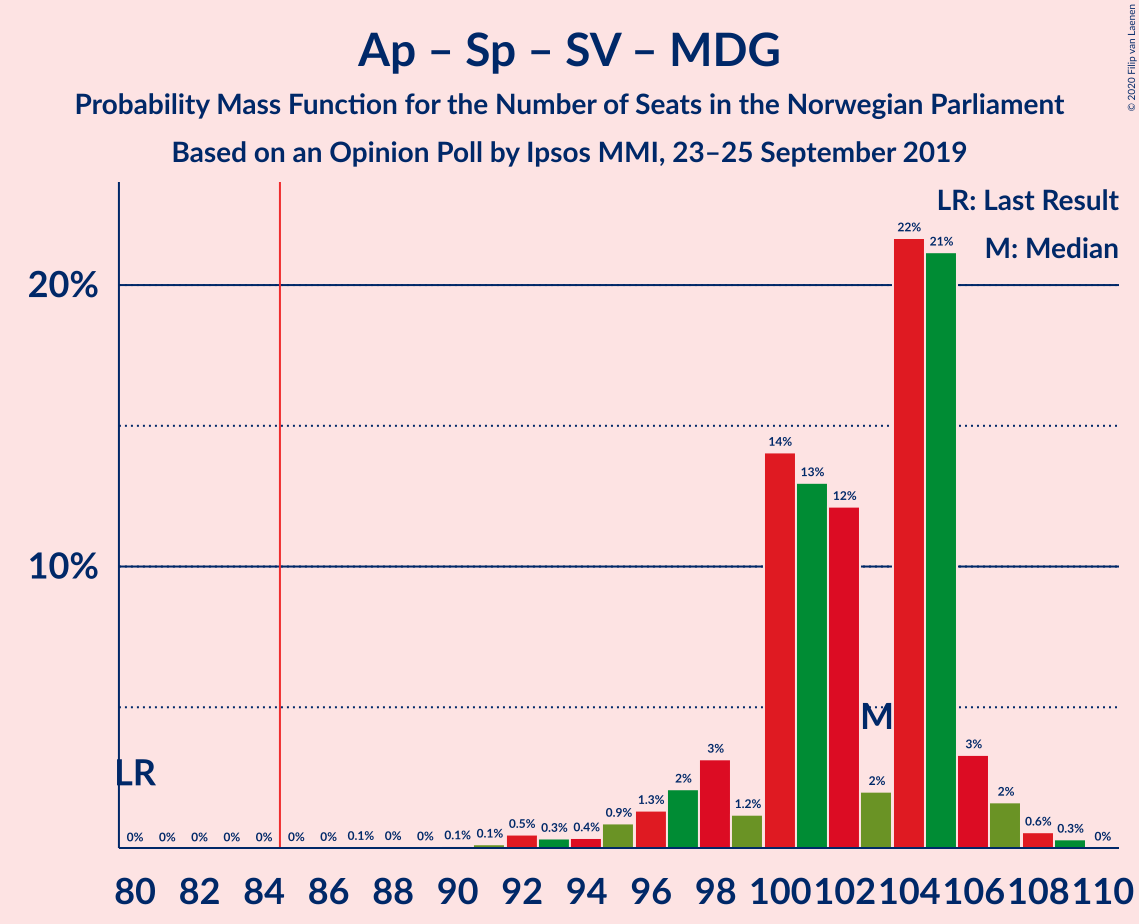 Ap – Sp – SV – MDG
Probability Mass Function for the Number of Seats in the Norwegian Parliament
Based on an Opinion Poll by Ipsos MMI, 23–25 September 2019
© 2020 Filip van Laenen
LR: Last Result
M: Median
20%
10%
22%
21%
14%
13%
12%
M
LR
0% 0% 0% 0% 0% 0% 0% 0.1% 0% 0% 0.1% 0.1% 0.5% 0.3% 0.4% 0.9% 1.3% 2% 3% 1.2% 2% 3% 2% 0.6% 0.3% 0%
80 82 84 86 88 90 92 94 96 98 100 102 104 106 108 110